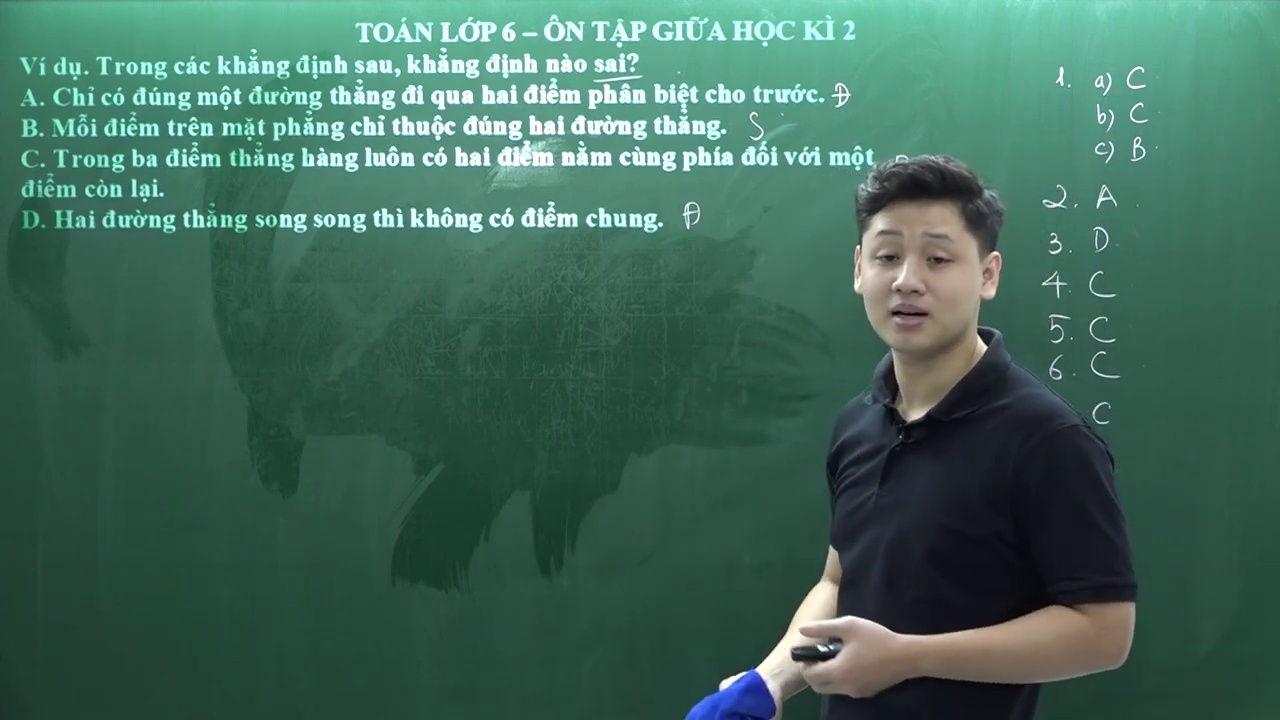 TOÁN LỚP 6 – ÔN TẬP GIỮA HỌC KÌ 2
Ví dụ. Trong các khẳng định sau, khẳng định nào sai?
A. Chỉ có đúng một đường thẳng đi qua hai điểm phân biệt cho trước. Đ
B. Mỗi điểm trên mặt phẳng chỉ thuộc đúng hai đường thẳng. S
C. Trong ba điểm thẳng hàng luôn có hai điểm nằm cùng phía đối với một
điểm còn lại.
D. Hai đường thẳng song song thì không có điểm chung. Đ
1. a) C
b) C
c) B
2. A
3. D
4. C
5. C
6. C
C